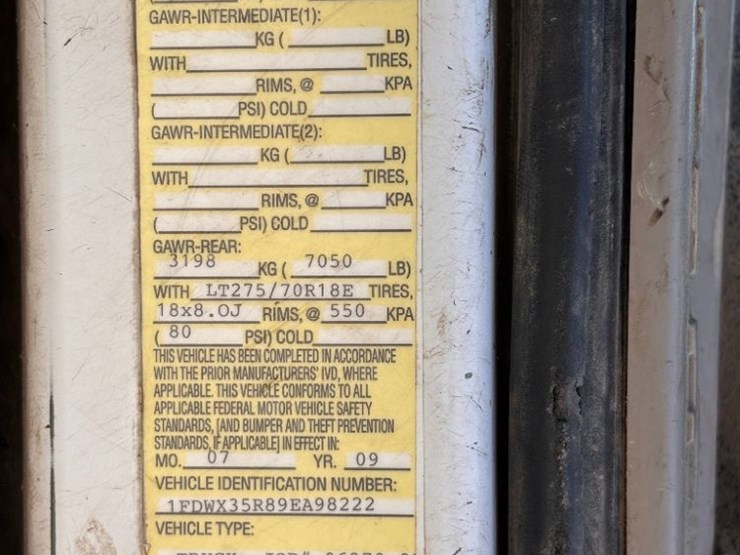 GAWR-INTERMEDIATE(1):
KG ( LB)
WITH TIRES,
RIMS, @ KPA
( PSI) COLD
GAWR-INTERMEDIATE(2):
KG ( LB)
WITH TIRES,
RIMS, @ KPA
( PSI) COLD
GAWR-REAR:
3198 KG ( 7050 LB)
WITH LT275/70R18E TIRES,
18x8.0J RIMS, @ 550 KPA
( 80 PSI) COLD
THIS VEHICLE HAS BEEN COMPLETED IN ACCORDANCE
WITH THE PRIOR MANUFACTURERS' IVD, WHERE
APPLICABLE. THIS VEHICLE CONFORMS TO ALL
APPLICABLE FEDERAL MOTOR VEHICLE SAFETY
STANDARDS, [AND BUMPER AND THEFT PREVENTION
STANDARDS, IF APPLICABLE] IN EFFECT IN:
MO. 07 YR. 09
VEHICLE IDENTIFICATION NUMBER:
1FDWX35R89EA98222
VEHICLE TYPE: